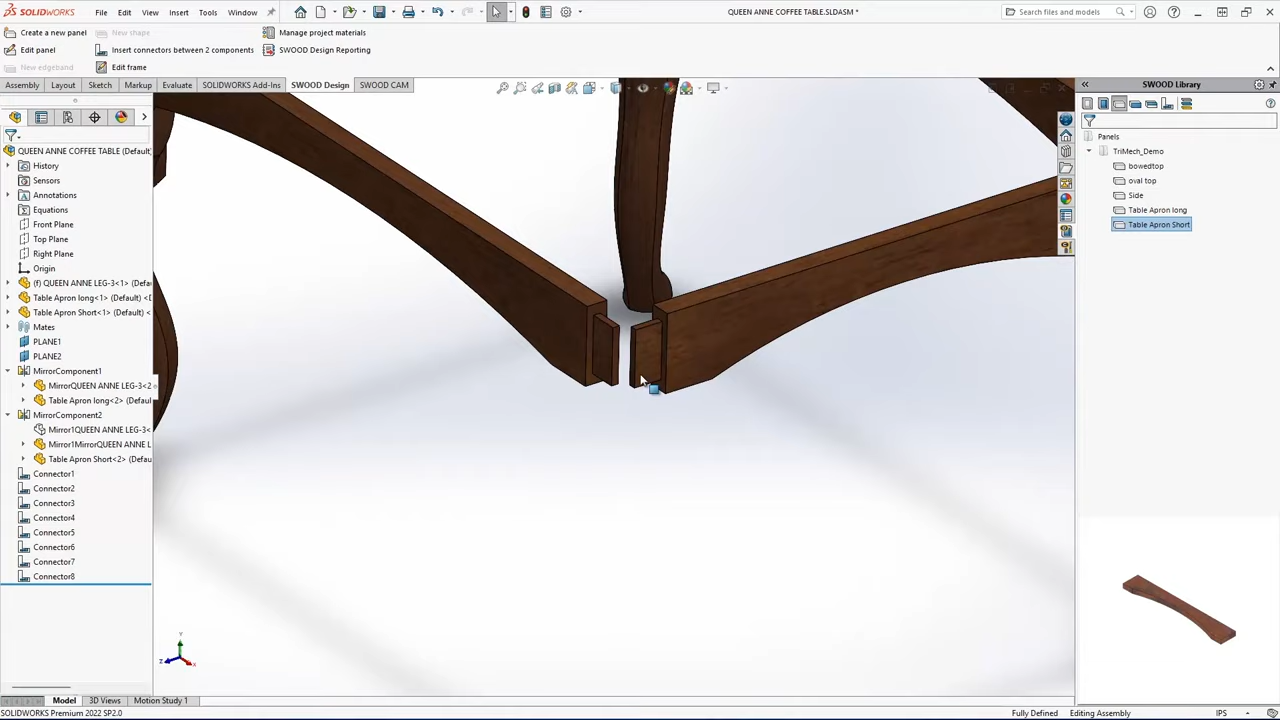 SOLIDWORKS File Edit View Insert Tools Window QUEEN ANNE COFFEE TABLE.SLDASM * Search files and models
Create a new panel New shape Manage project materials
Edit panel Insert connectors between 2 components SWOOD Design Reporting
New edgeband Edit frame
Assembly Layout Sketch Markup Evaluate SOLIDWORKS Add-Ins SWOOD Design SWOOD CAM
SWOOD Library
QUEEN ANNE COFFEE TABLE (Default)
History
Sensors
Annotations
Equations
Front Plane
Top Plane
Right Plane
Origin
(f) QUEEN ANNE LEG-3<1> (Defa
Table Apron long<1> (Default) <D
Table Apron Short<1> (Default) <
Mates
PLANE1
PLANE2
MirrorComponent1
MirrorQUEEN ANNE LEG-3<2
Table Apron long<2> (Defau
MirrorComponent2
Mirror1QUEEN ANNE LEG-3<
Mirror1MirrorQUEEN ANNE L
Table Apron Short<2> (Defau
Connector1
Connector2
Connector3
Connector4
Connector5
Connector6
Connector7
Connector8
Panels
TriMech_Demo
bowedtop
oval top
Side
Table Apron long
Table Apron Short
Y
Z
X
Model 3D Views Motion Study 1
SOLIDWORKS Premium 2022 SP2.0 Fully Defined Editing Assembly IPS